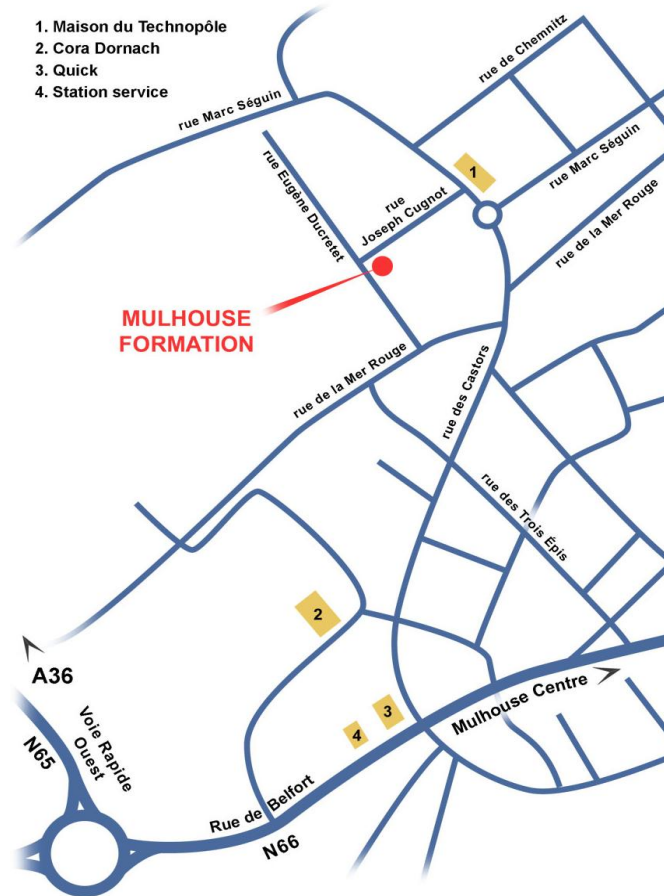 1. Maison du Technopôle
2. Cora Dornach
3. Quick
4. Station service
rue de Chemnitz
rue Marc Séguin
1
rue Marc Séguin
rue Eugène Ducretet
rue
Joseph Cugnot
rue de la Mer Rouge
MULHOUSE
FORMATION
rue de la Mer Rouge
rue des Castors
rue des Trois Épis
2
A36
Voie Rapide
Ouest
N65
3
4
Mulhouse Centre
Rue de Belfort
N66